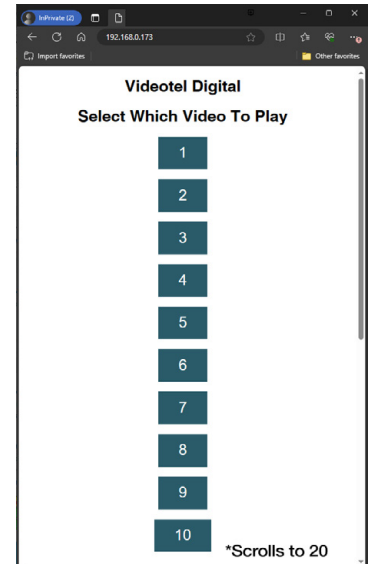 InPrivate (2)
192.168.0.173
Import favorites
Other favorites
Videotel Digital
Select Which Video To Play
1
2
3
4
5
6
7
8
9
10
*Scrolls to 20